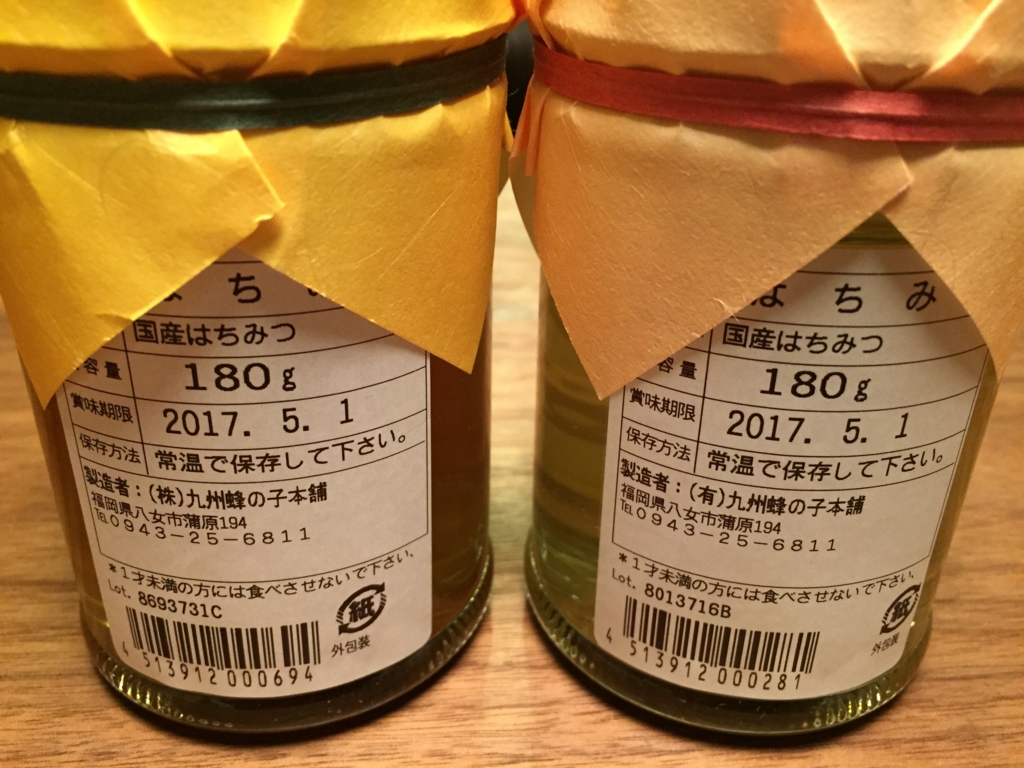 ち
国産はちみつ
容量 180g
賞味期限 2017. 5. 1
保存方法 常温で保存して下さい。
製造者：(株)九州蜂の子本舗
福岡県八女市蒲原194
℡0943-25-6811
*1才未満の方には食べさせないで下さい。
Lot. 8693731C
紙
外包装
4 513912 000694
はちみ
国産はちみつ
容量 180g
賞味期限 2017. 5. 1
保存方法 常温で保存して下さい。
製造者：(有)九州蜂の子本舗
福岡県八女市蒲原194
℡0943-25-6811
*1才未満の方には食べさせないで下さい。
Lot. 8013716B
紙
外包装
4 513912 000281